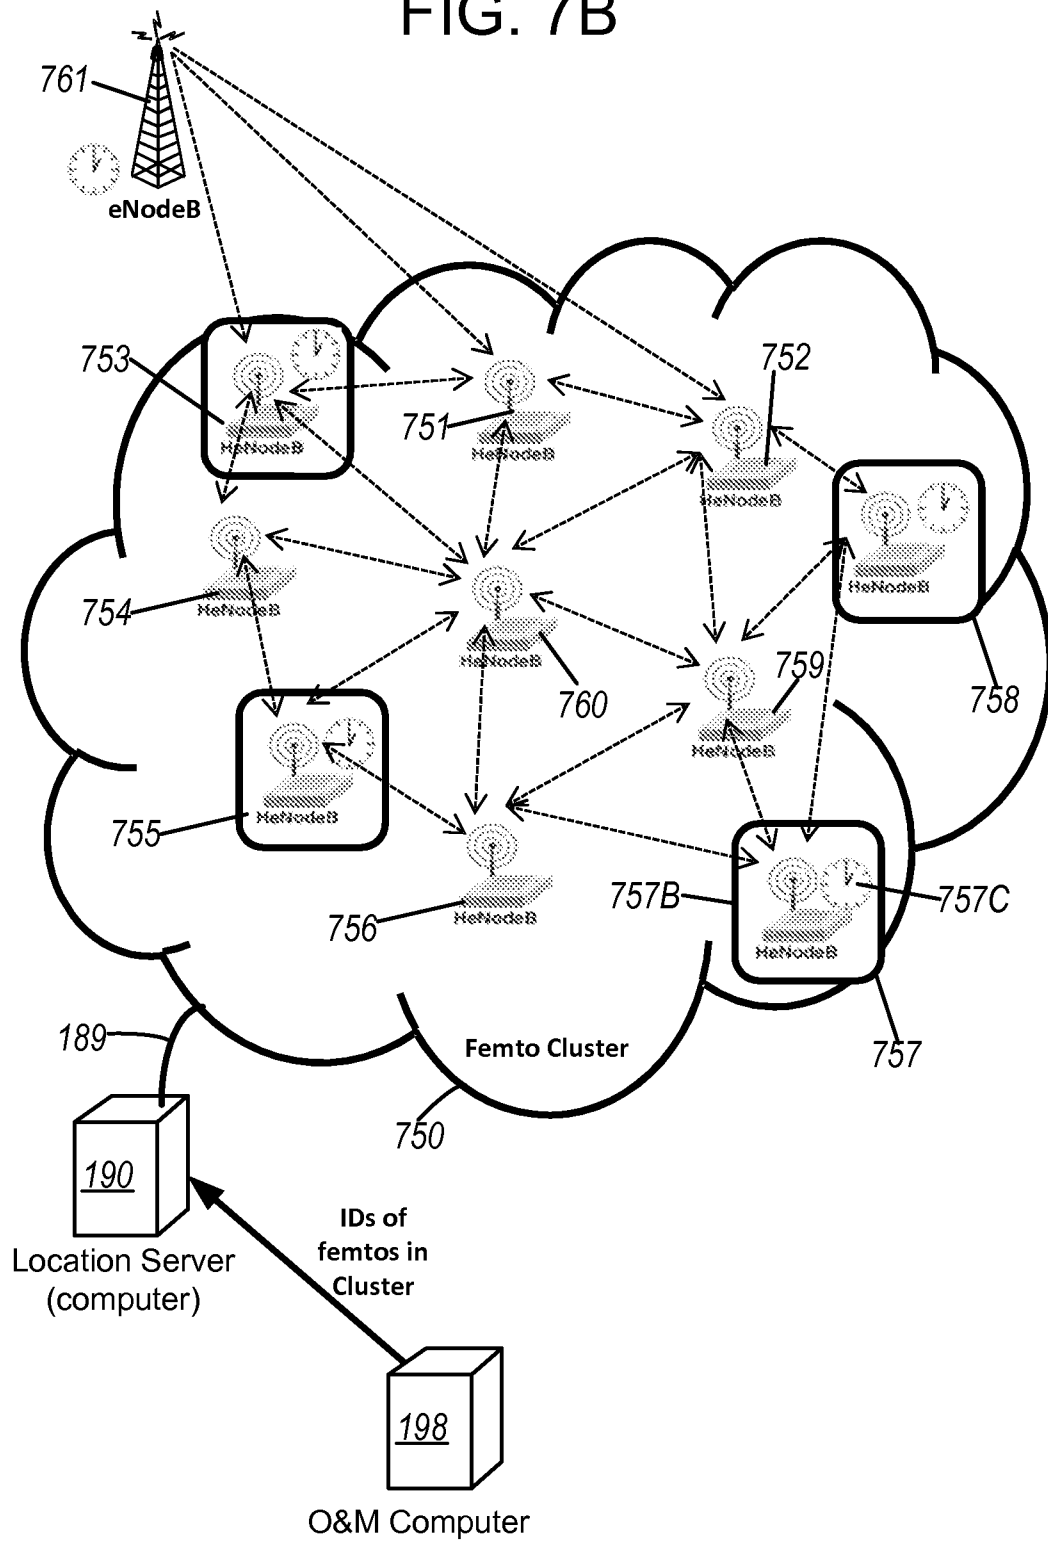 FIG. 7B
761
eNodeB
753
HeNodeB
751
HeNodeB
752
HeNodeB
HeNodeB
758
754
HeNodeB
HeNodeB
760
759
HeNodeB
755
HeNodeB
756
HeNodeB
757B
757C
HeNodeB
757
189
Femto Cluster
750
190
Location Server
(computer)
IDs of
femtos in
Cluster
198
O&M Computer